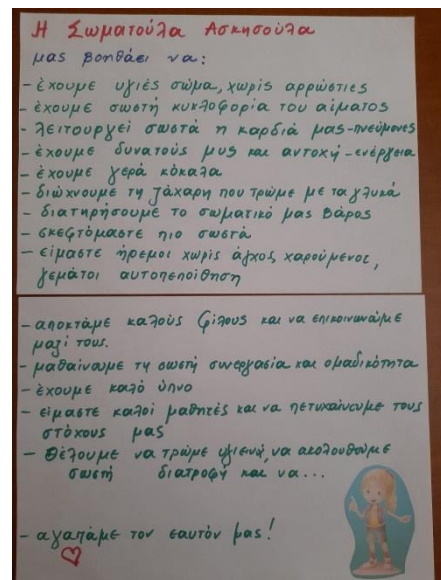 Η Σωματούλα Ασκησούλα
μας βοηθάει να:
- έχουμε υγιές σώμα, χωρίς αρρώστιες
- έχουμε σωστή κυκλοφορία του αίματος
- λειτουργεί σωστά η καρδιά μας-πνεύμονες
- έχουμε δυνατούς μυς και αντοχή-ενέργεια
- έχουμε γερά κόκαλα
- διώχνουμε τη ζάχαρη που τρώμε με τα γλυκά
- διατηρήσουμε το σωματικό μας βάρος
- σκεφτόμαστε πιο σωστά
- είμαστε ήρεμοι χωρίς άγχος, χαρούμενοι,
γεμάτοι αυτοπεποίθηση
- αποκτάμε καλούς φίλους και να επικοινωνούμε
μαζί τους.
- μαθαίνουμε τη σωστή συνεργασία και ομαδικότητα
- έχουμε καλό ύπνο
- είμαστε καλοί μαθητές και να πετυχαίνουμε τους
στόχους μας
- Θέλουμε να τρώμε υγιεινά, να ακολουθούμε
σωστή διατροφή και να...
- αγαπάμε τον εαυτόν μας!